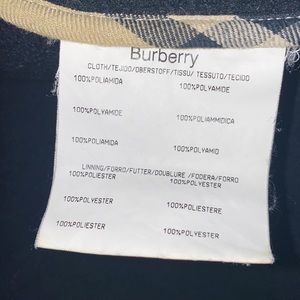 Burberry
CLOTH/TEJIDO/OBERSTOFF/TISSU/ TESSUTO/TECIDO
100%POLIAMIDA 100%POLYAMIDE
100%POLYAMIDE 100%POLIAMMIDICA
100%POLIAMIDA 100%POLYAMID
LINNING/FORRO/FUTTER/DOUBLURE /FODERA/FORRO
100%POLIESTER 100%POLYESTER
100%POLYESTER 100%POLIESTERE
100%POLIESTER 100%POLYESTER